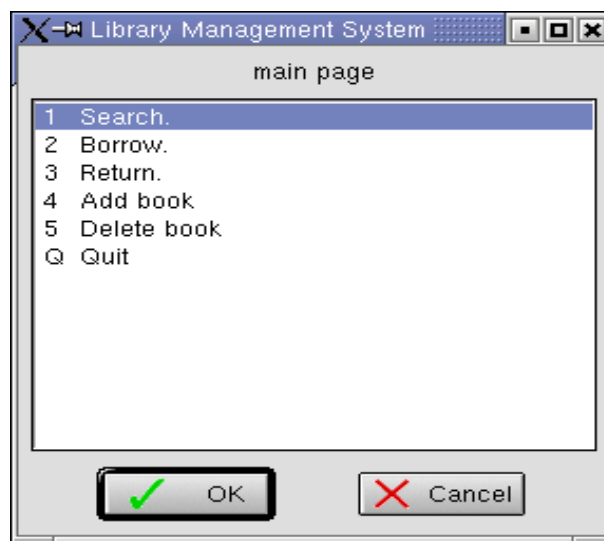 Library Management System
main page
1 Search.
2 Borrow.
3 Return.
4 Add book
5 Delete book
Q Quit
OK
Cancel